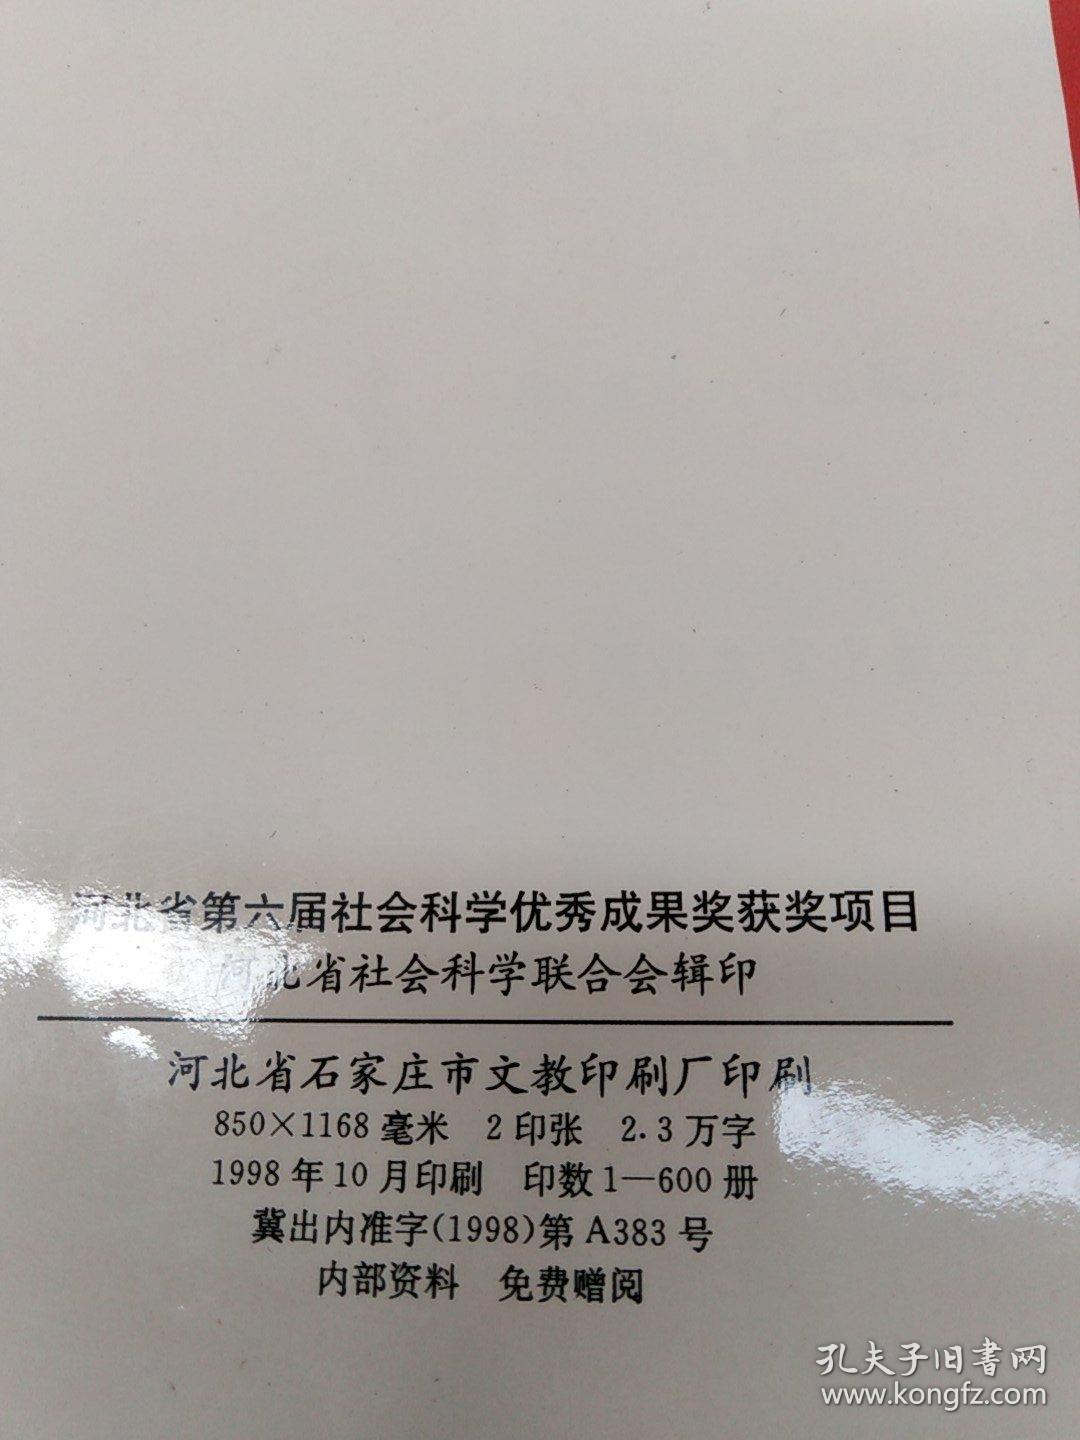 河北省第六届社会科学优秀成果奖获奖项目
河北省社会科学联合会辑印
河北省石家庄市文教印刷厂印刷
850×1168毫米 2印张 2.3万字
1998年10月印刷 印数1—600册
冀出内准字(1998)第A383号
内部资料 免费赠阅
孔夫子旧書网
www.kongfz.com